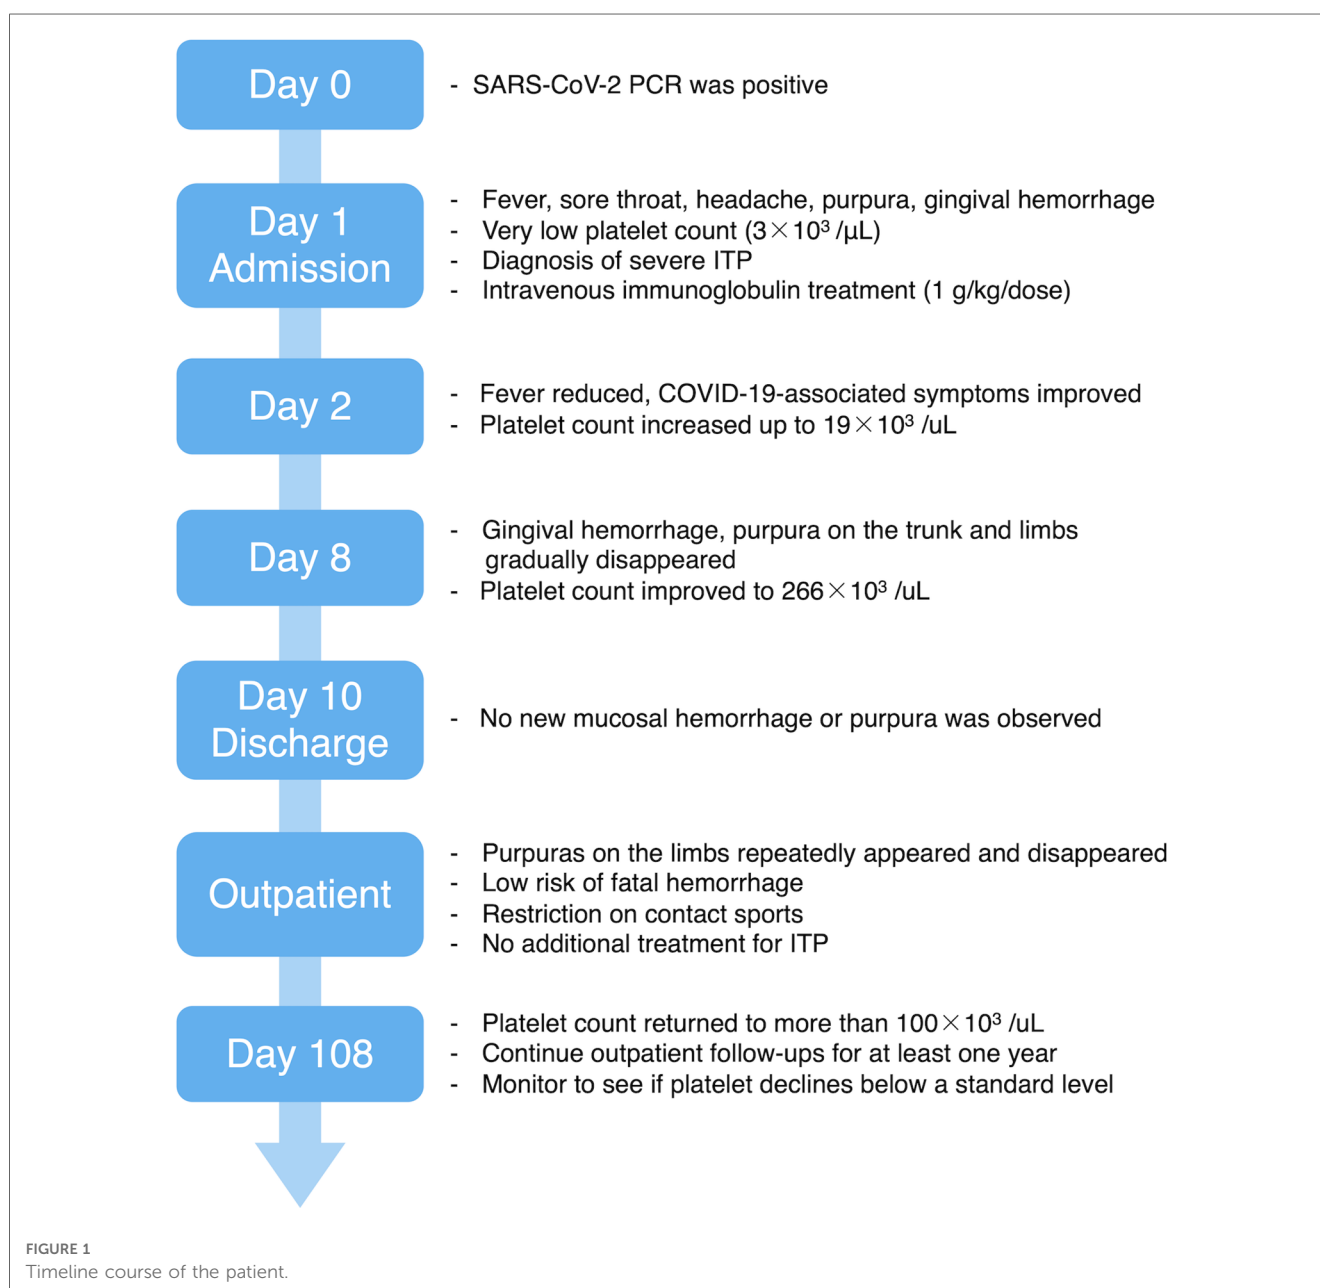 Day 0
- SARS-CoV-2 PCR was positive
Day 1
Admission
- Fever, sore throat, headache, purpura, gingival hemorrhage
- Very low platelet count (3×10³ /μL)
- Diagnosis of severe ITP
- Intravenous immunoglobulin treatment (1 g/kg/dose)
Day 2
- Fever reduced, COVID-19-associated symptoms improved
- Platelet count increased up to 19×10³ /uL
Day 8
- Gingival hemorrhage, purpura on the trunk and limbs
gradually disappeared
- Platelet count improved to 266×10³ /uL
Day 10
Discharge
- No new mucosal hemorrhage or purpura was observed
Outpatient
- Purpuras on the limbs repeatedly appeared and disappeared
- Low risk of fatal hemorrhage
- Restriction on contact sports
- No additional treatment for ITP
Day 108
- Platelet count returned to more than 100×10³ /uL
- Continue outpatient follow-ups for at least one year
- Monitor to see if platelet declines below a standard level
FIGURE 1
Timeline course of the patient.